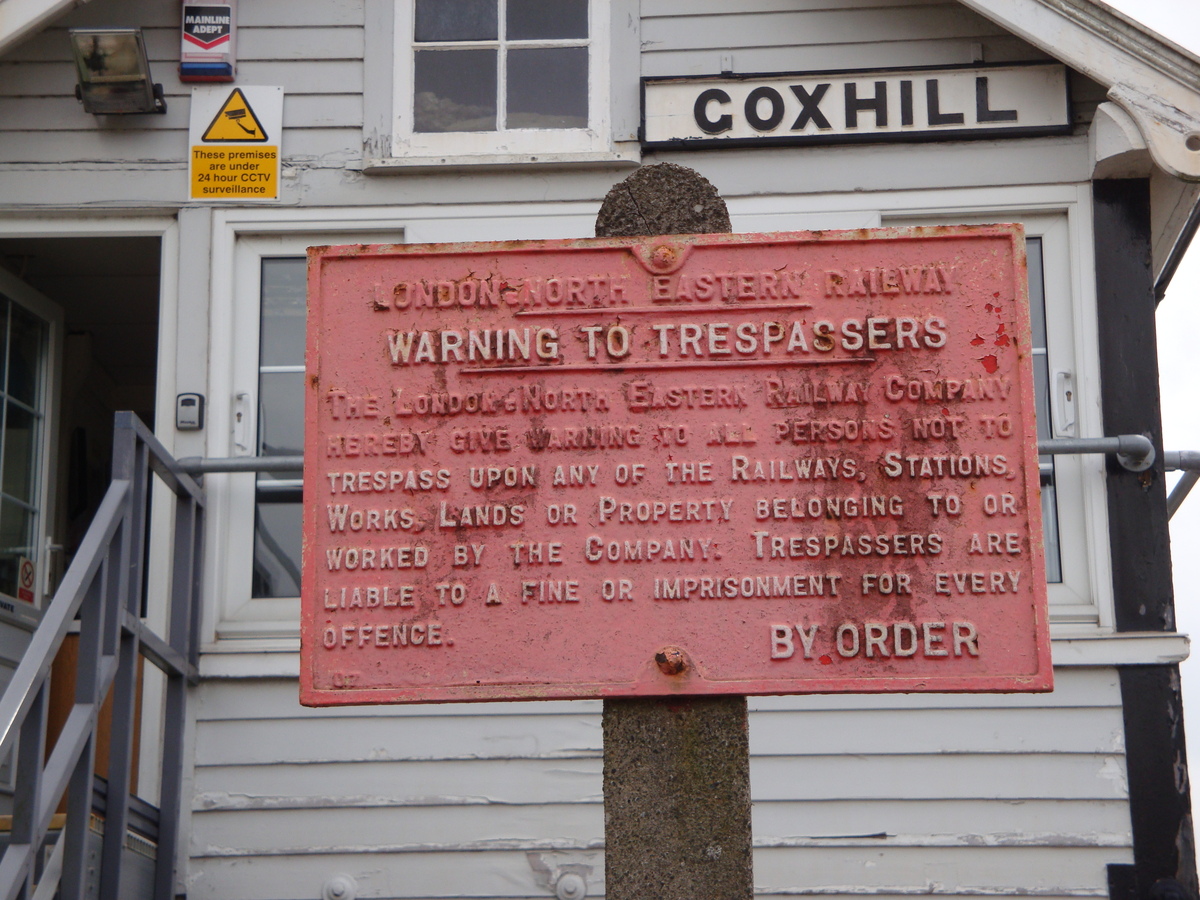 MAINLINE
ADEPT
These premises
are under
24 hour CCTV
surveillance
GOXHILL
LONDON & NORTH EASTERN RAILWAY
WARNING TO TRESPASSERS
THE LONDON & NORTH EASTERN RAILWAY COMPANY
HEREBY GIVE WARNING TO ALL PERSONS NOT TO
TRESPASS UPON ANY OF THE RAILWAYS, STATIONS,
WORKS, LANDS OR PROPERTY BELONGING TO OR
WORKED BY THE COMPANY. TRESPASSERS ARE
LIABLE TO A FINE OR IMPRISONMENT FOR EVERY
OFFENCE.
BY ORDER